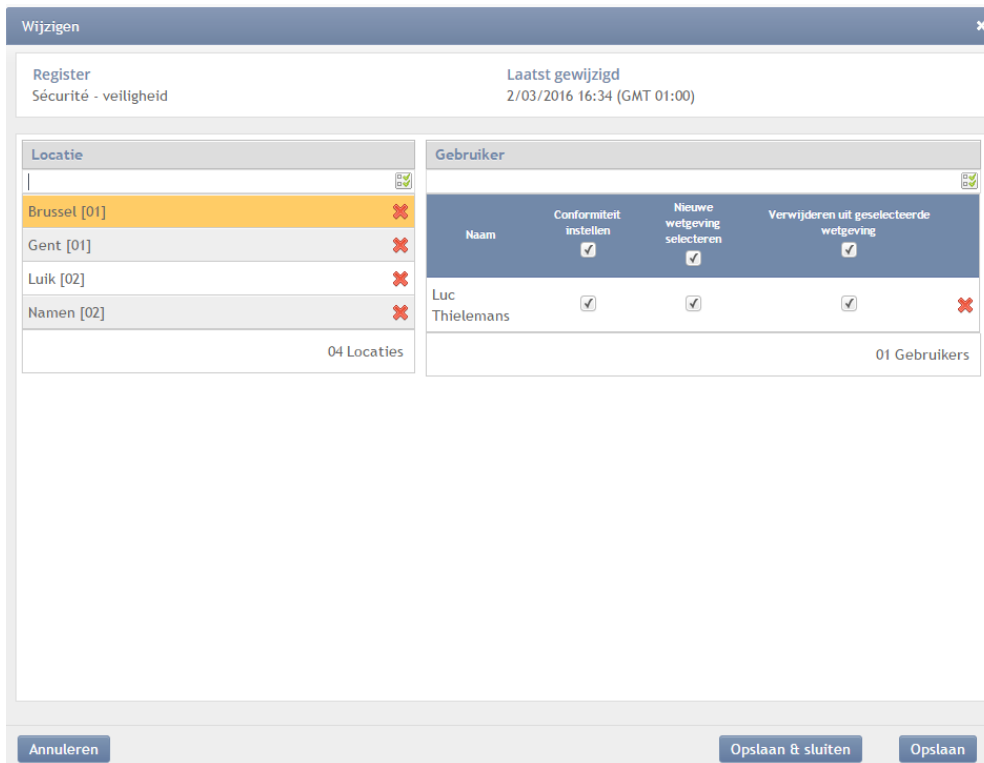 Wijzigen
Register
Sécurité - veiligheid
Laatst gewijzigd
2/03/2016 16:34 (GMT 01:00)
Locatie
Brussel [01]
Gent [01]
Luik [02]
Namen [02]
04 Locaties
Gebruiker
Naam
Conformiteit
instellen
Nieuwe
wetgeving
selecteren
Verwijderen uit geselecteerde
wetgeving
Luc
Thielemans
01 Gebruikers
Annuleren
Opslaan & sluiten
Opslaan